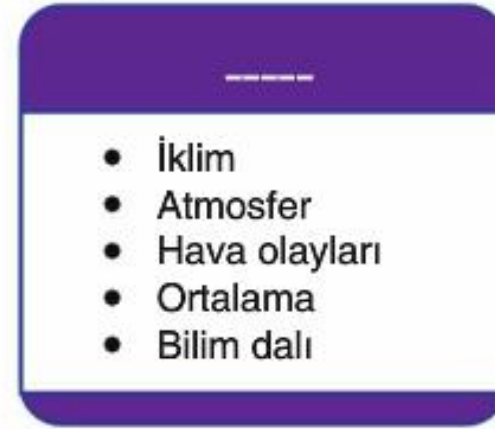 -----
• İklim
• Atmosfer
• Hava olayları
• Ortalama
• Bilim dalı